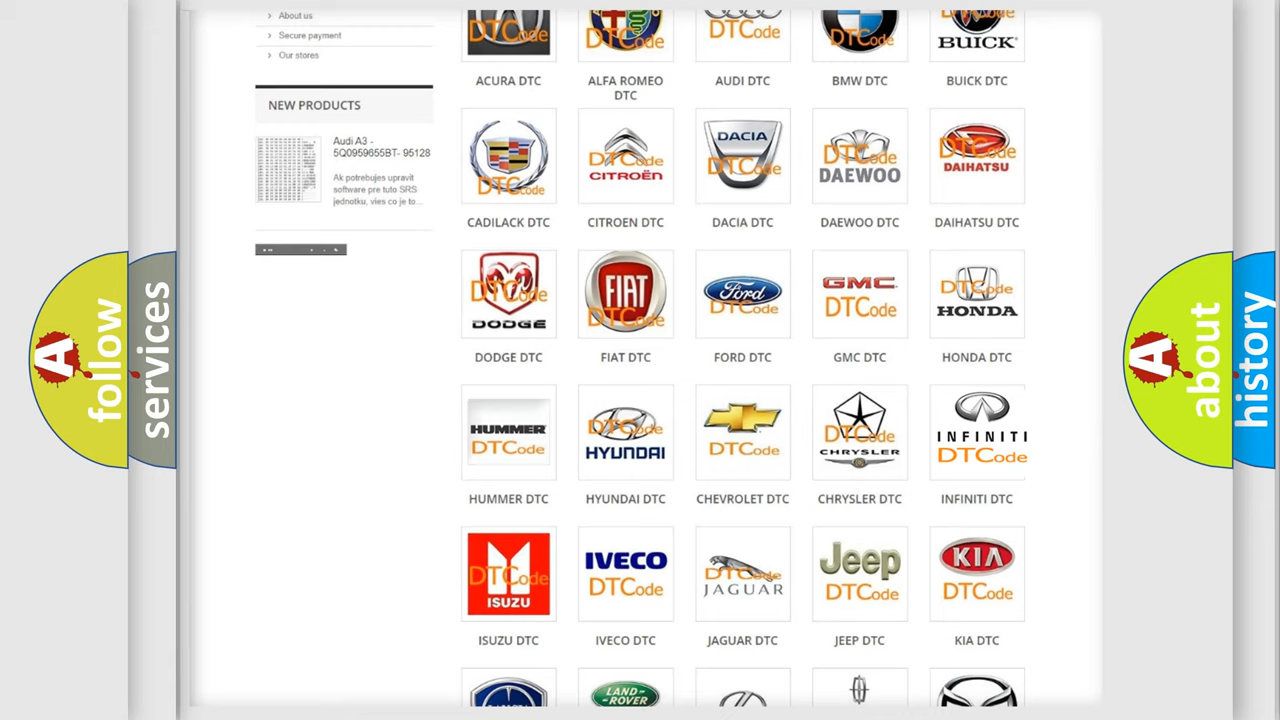 About us
Secure payment
Our stores
NEW PRODUCTS
Audi A3 -
5Q0959655BT- 95128
Ak potrebujes upravit
software pre tuto SRS
jednotku, vies co je to...
DTCode
DTCode
DTCode
DTCode
BUICK
ACURA DTC
ALFA ROMEO
DTC
AUDI DTC
BMW DTC
BUICK DTC
DTCode
DTCode
CITROËN
DACIA
DTCode
DTCode
DAEWOO
DTCode
DAIHATSU
CADILACK DTC
CITROEN DTC
DACIA DTC
DAEWOO DTC
DAIHATSU DTC
DTCode
DODGE
FIAT
DTCode
Ford
DTCode
GMC
DTCode
DTCode
HONDA
DODGE DTC
FIAT DTC
FORD DTC
GMC DTC
HONDA DTC
HUMMER
DTCode
DTCode
HYUNDAI
DTCode
DTCode
CHRYSLER
INFINITI
DTCode
HUMMER DTC
HYUNDAI DTC
CHEVROLET DTC
CHRYSLER DTC
INFINITI DTC
DTCode
ISUZU
IVECO
DTCode
DTCode
JAGUAR
Jeep
DTCode
KIA
DTCode
ISUZU DTC
IVECO DTC
JAGUAR DTC
JEEP DTC
KIA DTC
LAND-
ROVER
A follow
services
A about
history